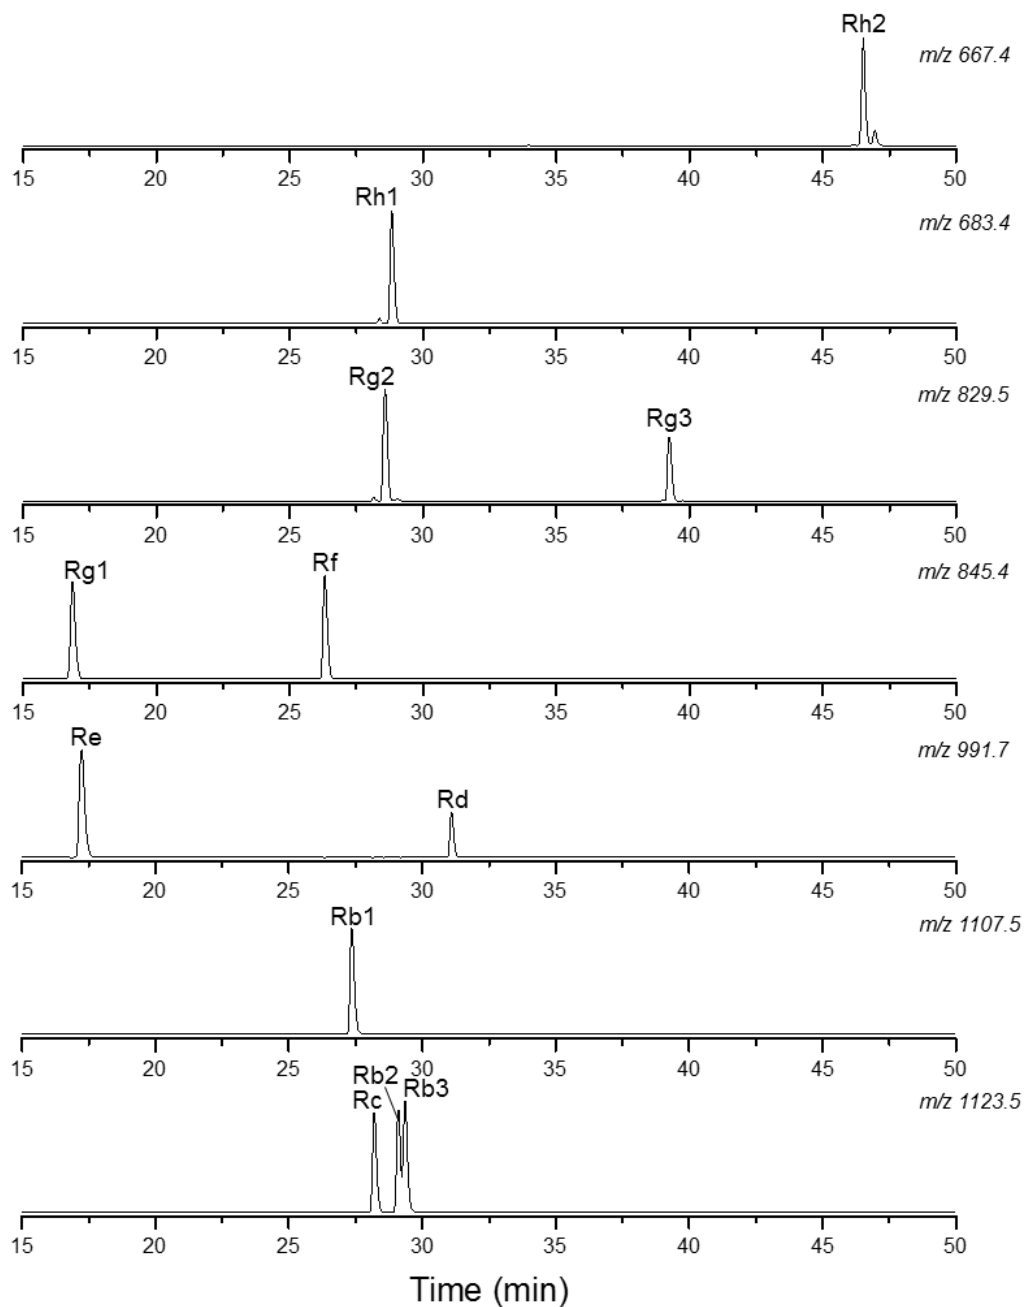 Rh2
m/z 667.4
15 20 25 30 35 40 45 50
Rh1
m/z 683.4
15 20 25 30 35 40 45 50
Rg2
m/z 829.5
Rg3
15 20 25 30 35 40 45 50
Rg1 Rf m/z 845.4
15 20 25 30 35 40 45 50
Re
m/z 991.7
Rd
15 20 25 30 35 40 45 50
Rb1
m/z 1107.5
15 20 25 30 35 40 45 50
Rb2
Rc Rb3
m/z 1123.5
15 20 25 30 35 40 45 50
Time (min)